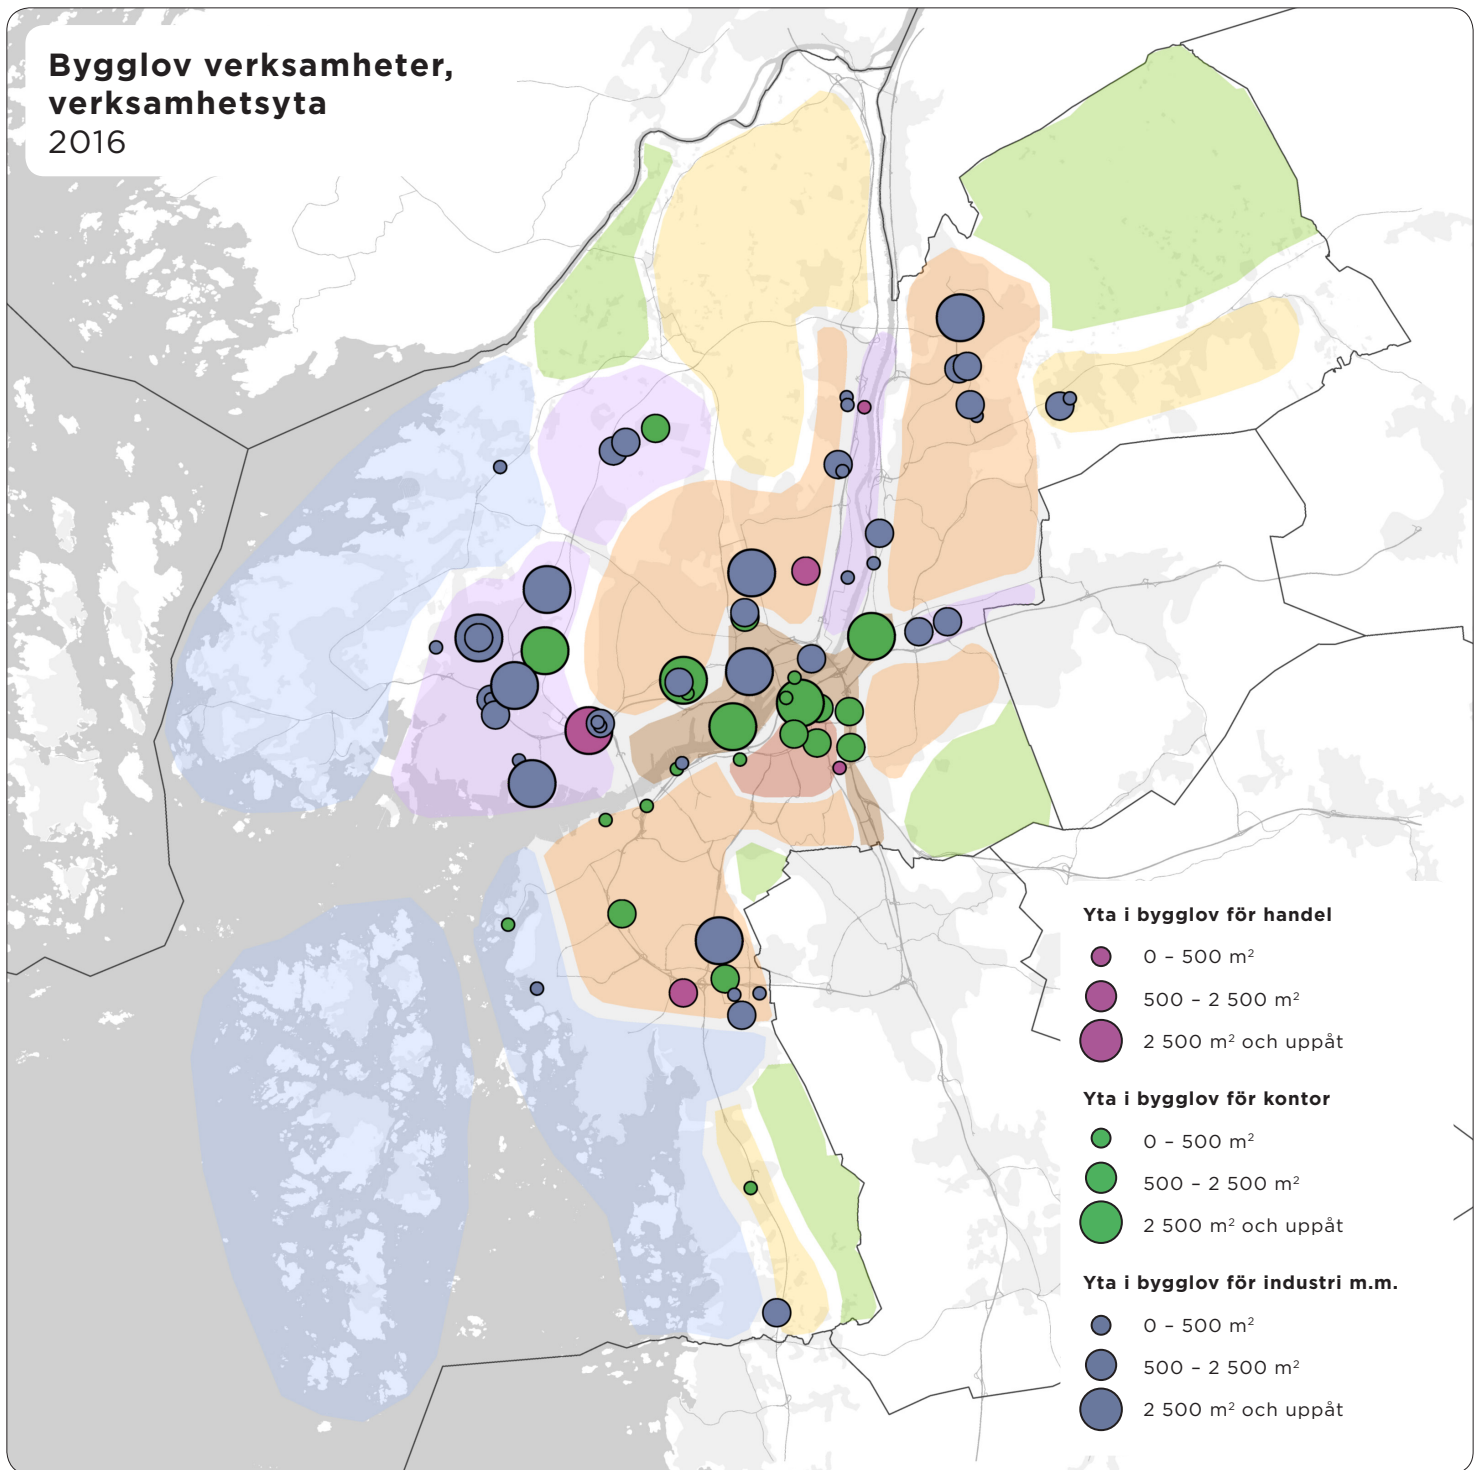 Bygglov verksamheter,
verksamhetsyta
2016
Yta i bygglov för handel
0 – 500 m²
500 – 2 500 m²
2 500 m² och uppåt
Yta i bygglov för kontor
0 – 500 m²
500 – 2 500 m²
2 500 m² och uppåt
Yta i bygglov för industri m.m.
0 – 500 m²
500 – 2 500 m²
2 500 m² och uppåt